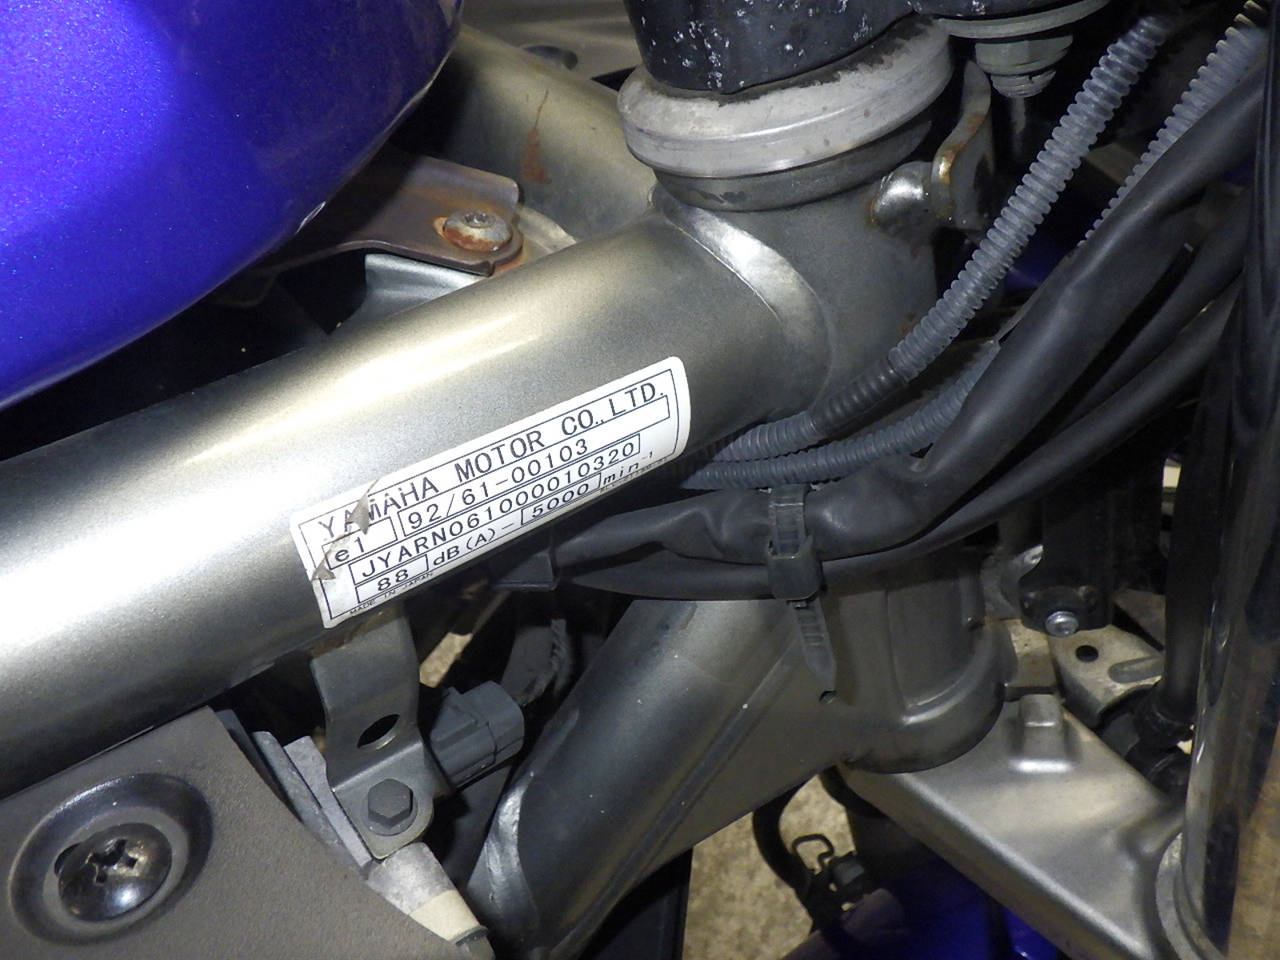 YAMAHA MOTOR CO., LTD.
e1 92/61-00103
JYARN061000010320
88 dB(A)-5000 min-1
MADE IN JAPAN